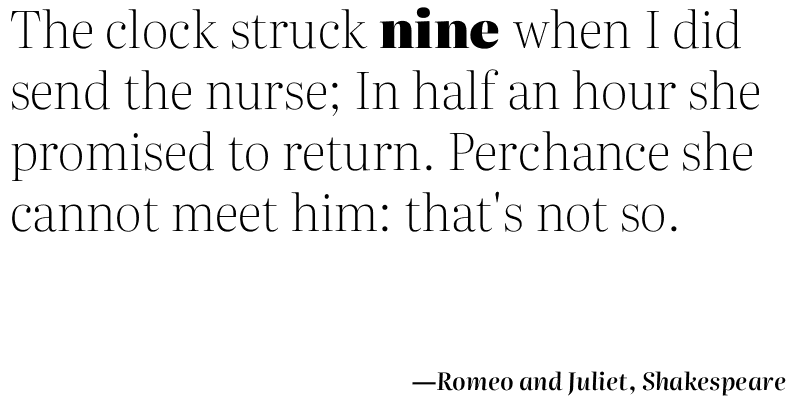 The clock struck nine when I did
send the nurse; In half an hour she
promised to return. Perchance she
cannot meet him: that's not so.
—Romeo and Juliet, Shakespeare